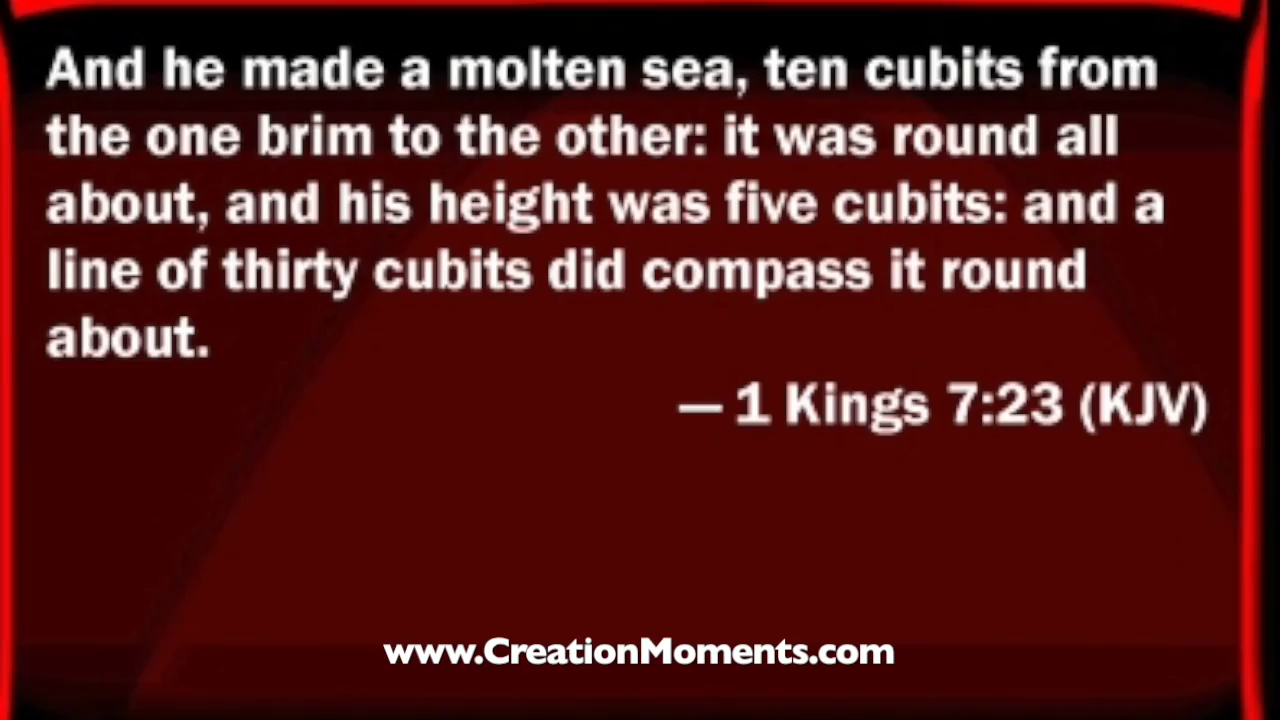 And he made a molten sea, ten cubits from
the one brim to the other: it was round all
about, and his height was five cubits: and a
line of thirty cubits did compass it round
about.
— 1 Kings 7:23 (KJV)
www.CreationMoments.com